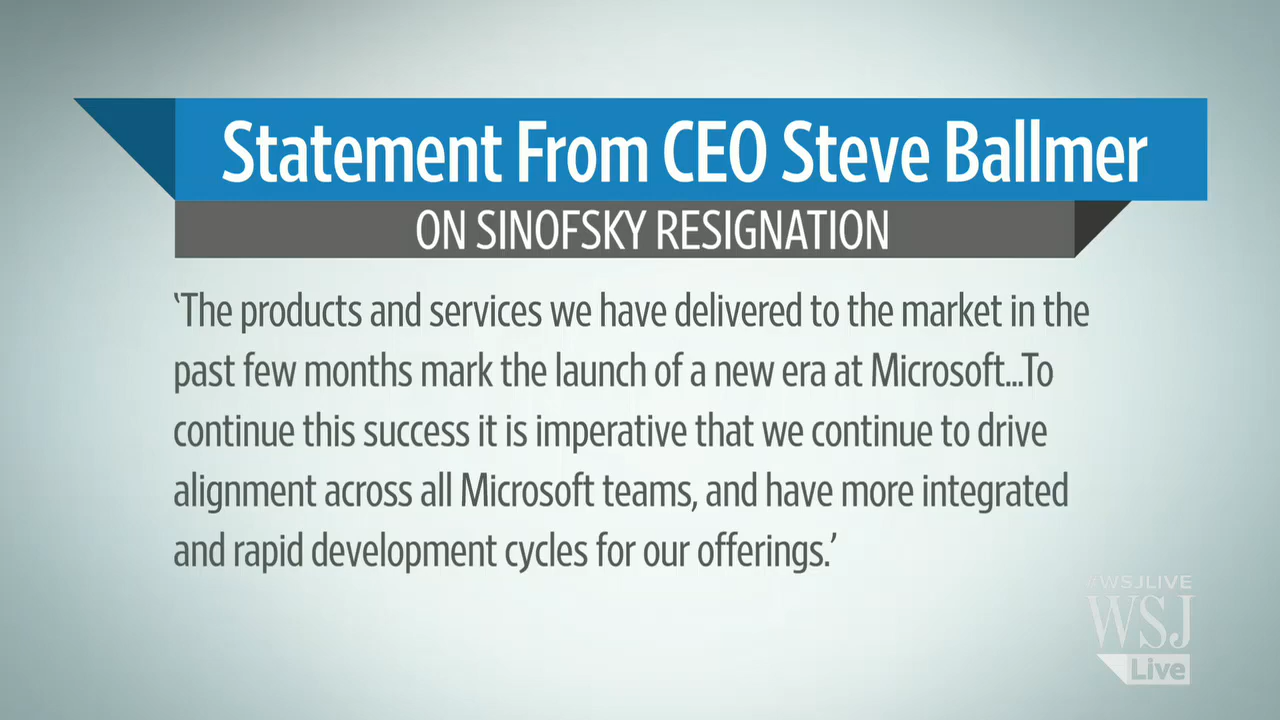 Statement From CEO Steve Ballmer
ON SINOFSKY RESIGNATION
‘The products and services we have delivered to the market in the
past few months mark the launch of a new era at Microsoft...To
continue this success it is imperative that we continue to drive
alignment across all Microsoft teams, and have more integrated
and rapid development cycles for our offerings.’
#WSJLIVE
WSJ
Live